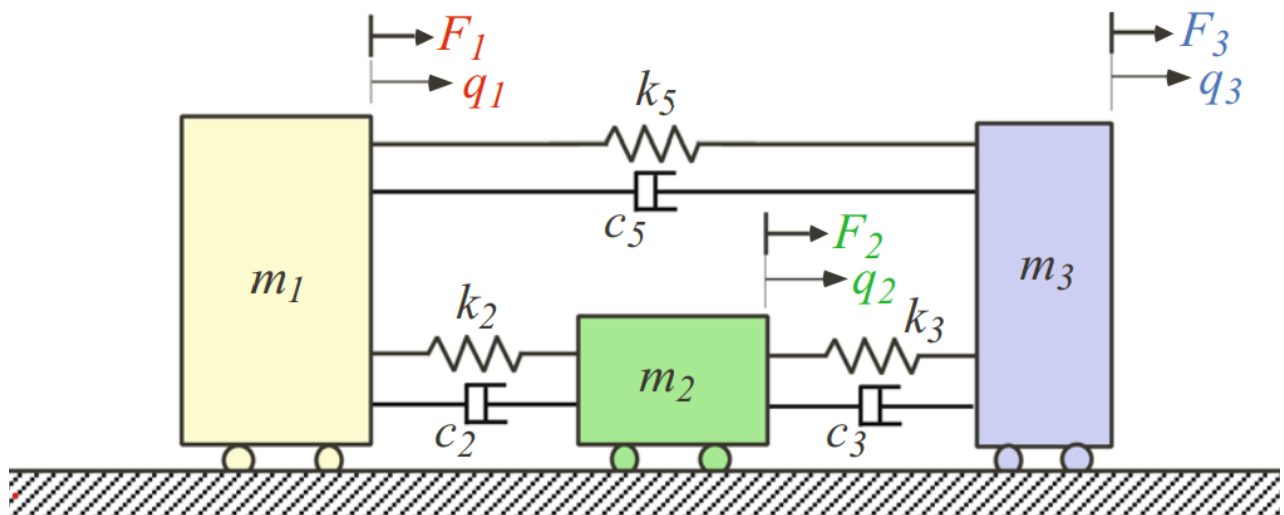 F₁
q₁
F₃
q₃
k₅
c₅
F₂
q₂
m₁
m₃
k₂
k₃
m₂
c₂
c₃